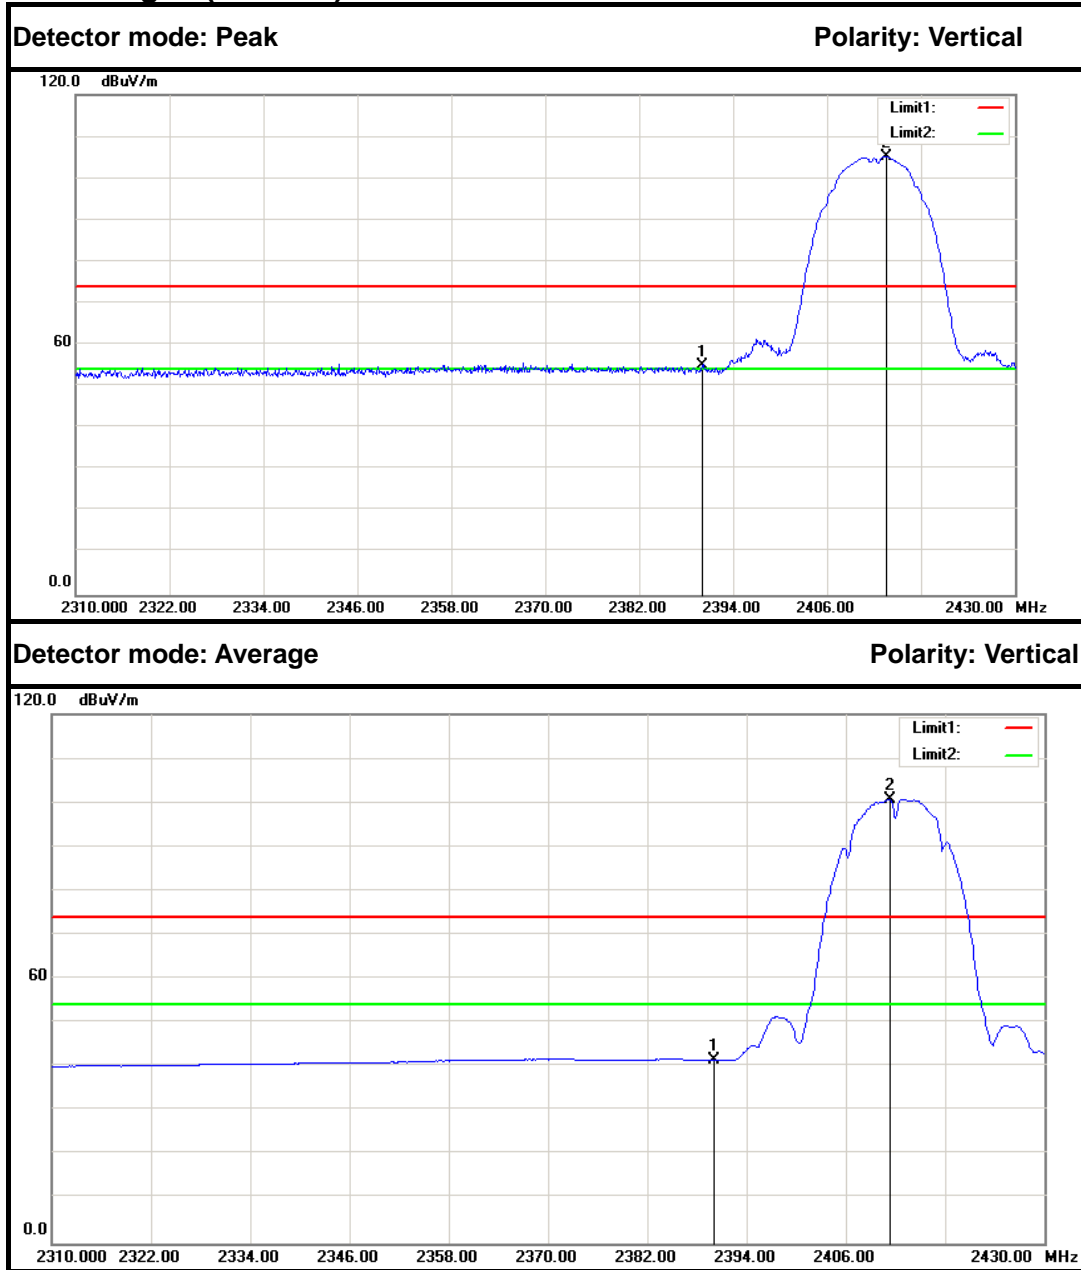 Detector mode: Peak Polarity: Vertical
120.0 dBuV/m
Limit1:
Limit2:
1
60
0.0
2310.000 2322.00 2334.00 2346.00 2358.00 2370.00 2382.00 2394.00 2406.00 2430.00 MHz
Detector mode: Average Polarity: Vertical
120.0 dBuV/m
Limit1:
Limit2:
2
60
1
0.0
2310.000 2322.00 2334.00 2346.00 2358.00 2370.00 2382.00 2394.00 2406.00 2430.00 MHz